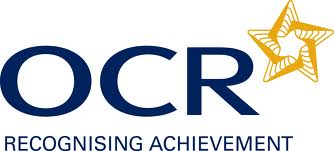 OCR
RECOGNISING ACHIEVEMENT